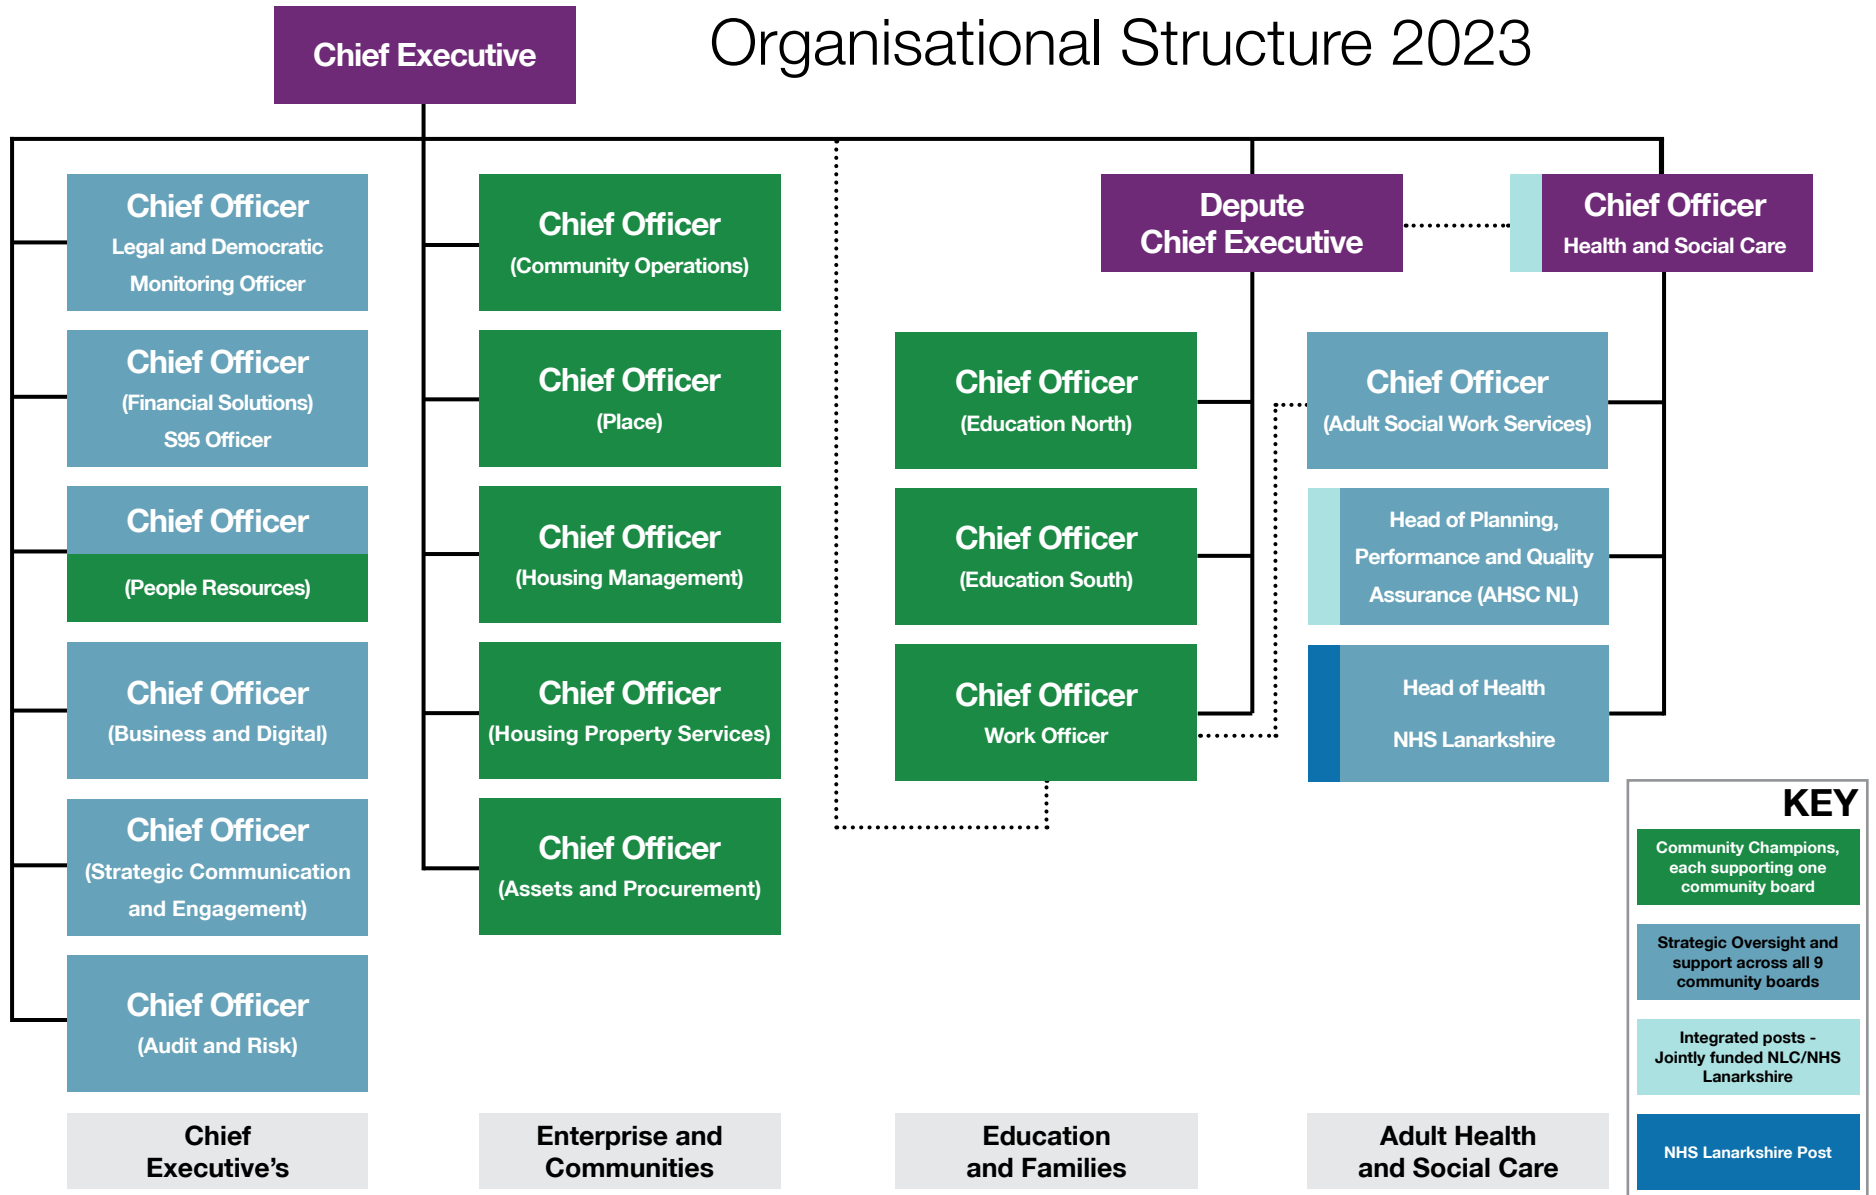 Organisational Structure 2023
Chief Executive
Chief Officer
Legal and Democratic
Monitoring Officer
Chief Officer
(Financial Solutions)
S95 Officer
Chief Officer
(People Resources)
Chief Officer
(Business and Digital)
Chief Officer
(Strategic Communication
and Engagement)
Chief Officer
(Audit and Risk)
Chief
Executive's
Chief Officer
(Community Operations)
Chief Officer
(Place)
Chief Officer
(Housing Management)
Chief Officer
(Housing Property Services)
Chief Officer
(Assets and Procurement)
Enterprise and
Communities
Depute
Chief Executive
Chief Officer
(Education North)
Chief Officer
(Education South)
Chief Officer
Work Officer
Education
and Families
Chief Officer
Health and Social Care
Chief Officer
(Adult Social Work Services)
Head of Planning,
Performance and Quality
Assurance (AHSC NL)
Head of Health
NHS Lanarkshire
Adult Health
and Social Care
KEY
Community Champions,
each supporting one
community board
Strategic Oversight and
support across all 9
community boards
Integrated posts -
Jointly funded NLC/NHS
Lanarkshire
NHS Lanarkshire Post